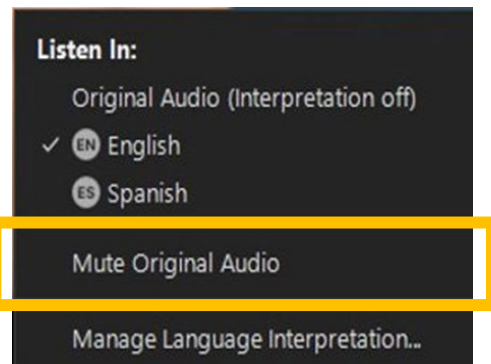 Listen In:
Original Audio (Interpretation off)
EN English
ES Spanish
Mute Original Audio
Manage Language Interpretation...